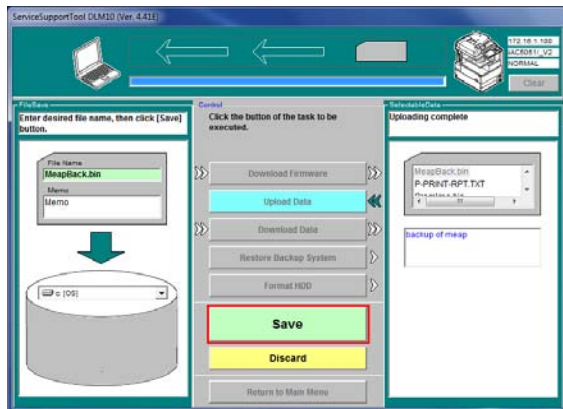 ServiceSupportTool DLM10 (Ver. 4.41E)
172.16.1.100
iAC5051/_V2
NORMAL
Clear
FileSave
Enter desired file name, then click [Save]
button.
File Name
MeapBack.bin
Memo
Memo
c: [OS]
Control
Click the button of the task to be
executed.
Download Firmware
Upload Data
Download Data
Restore Backup System
Format HDD
Save
Discard
Return to Main Menu
SelectableData
Uploading complete
MeapBack.bin
P-PRINT-RPT.TXT
backup of meap